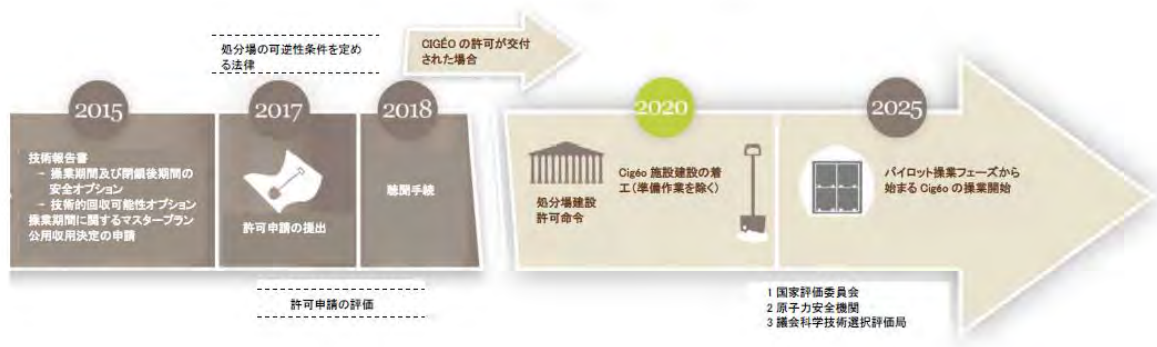 処分場の可逆性条件を定め
る法律
CIGÉO の許可が交付
された場合
2015
2017
2018
2020
2025
技術報告書
→ 操業期間及び閉鎖後期間の
安全オプション
→ 技術的回収可能性オプション
操業期間に関するマスタープラン
公用収用決定の申請
許可申請の提出
聴聞手続
処分場建設
許可命令
Cigéo 施設建設の着
工(準備作業を除く)
パイロット操業フェーズから
始まる Cigéo の操業開始
許可申請の評価
1 国家評価委員会
2 原子力安全機関
3 議会科学技術選択評価局